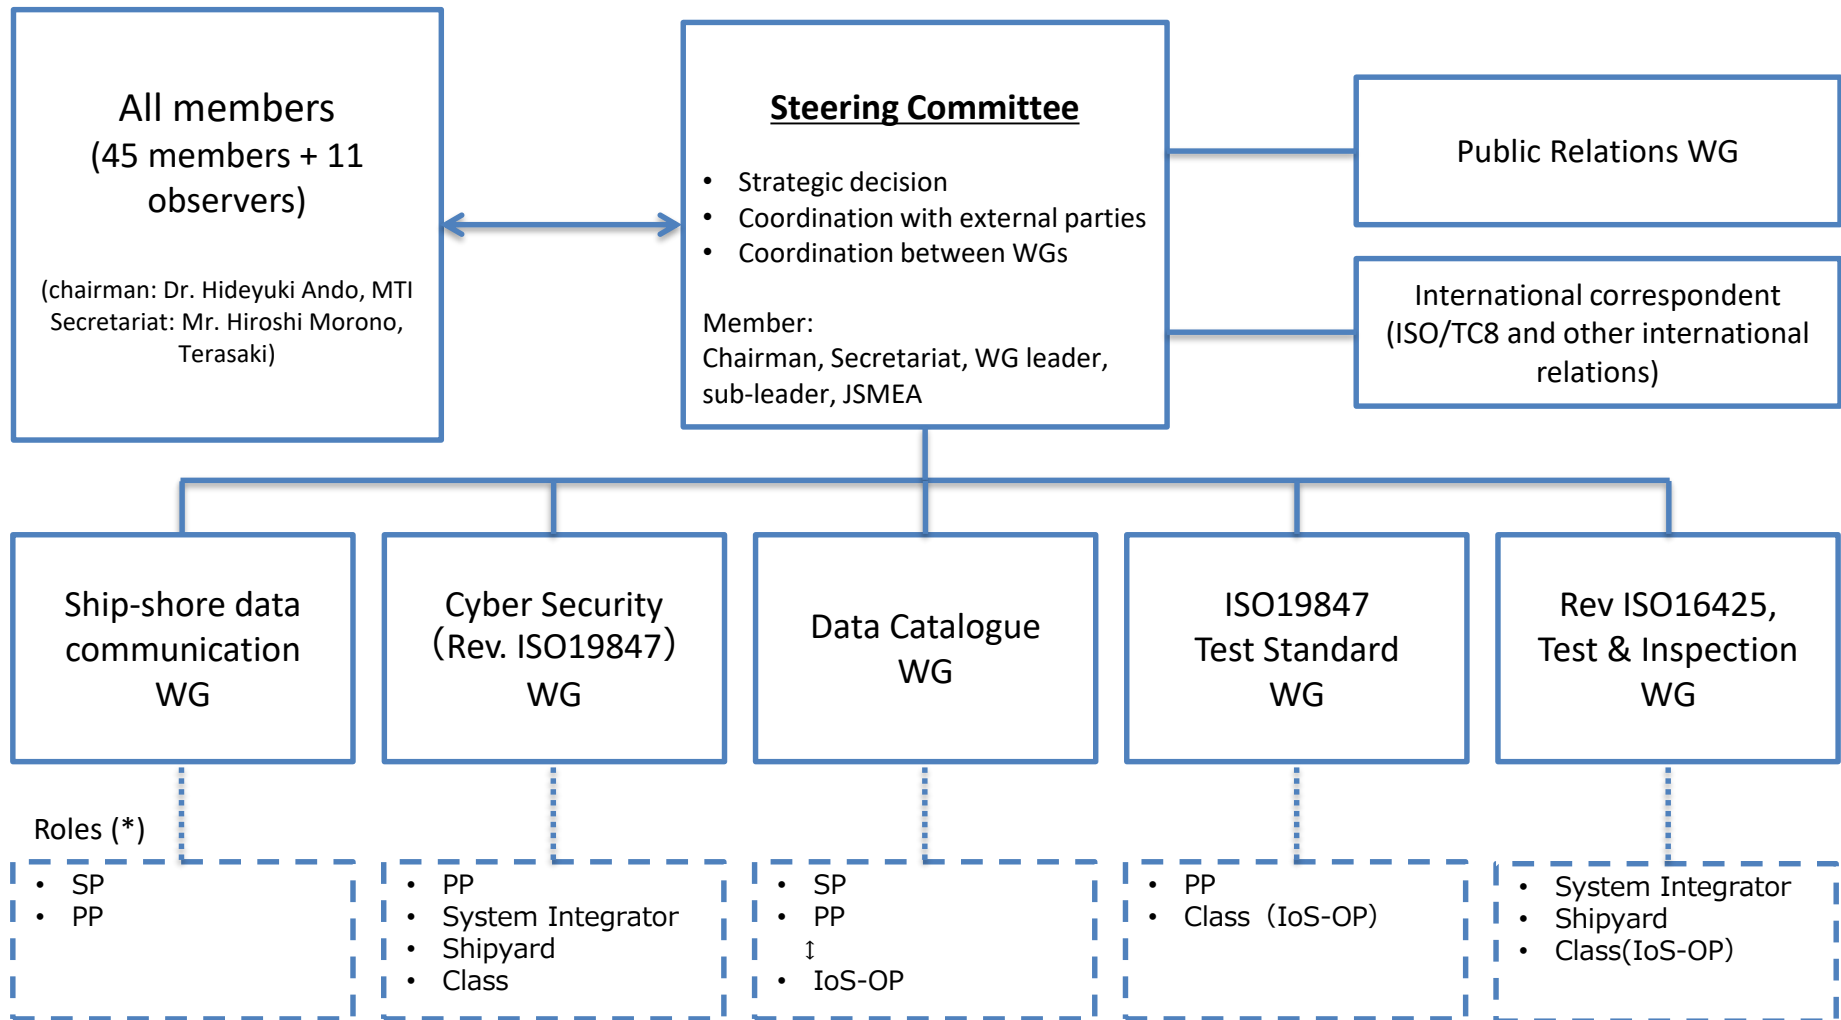 All members
(45 members + 11
observers)
(chairman: Dr. Hideyuki Ando, MTI
Secretariat: Mr. Hiroshi Morono,
Terasaki)
Steering Committee
• Strategic decision
• Coordination with external parties
• Coordination between WGs
Member:
Chairman, Secretariat, WG leader,
sub-leader, JSMEA
Public Relations WG
International correspondent
(ISO/TC8 and other international
relations)
Ship-shore data
communication
WG
Cyber Security
（Rev. ISO19847)
WG
Data Catalogue
WG
ISO19847
Test Standard
WG
Rev ISO16425,
Test & Inspection
WG
Roles (*)
• SP
• PP
• PP
• System Integrator
• Shipyard
• Class
• SP
• PP
↕
• IoS-OP
• PP
• Class（IoS-OP）
• System Integrator
• Shipyard
• Class(IoS-OP）